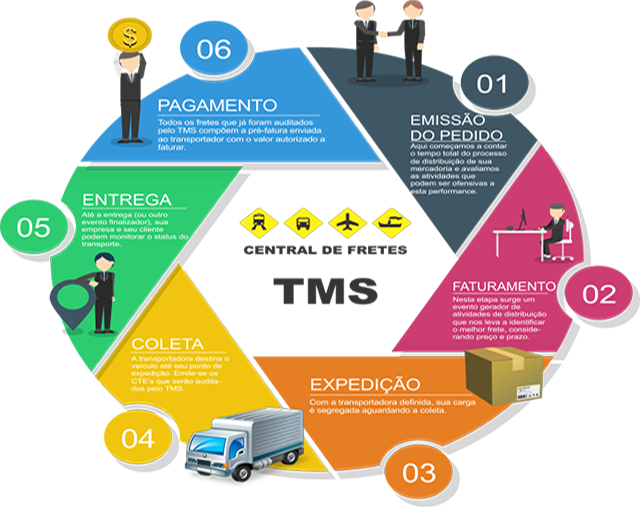 01
EMISSÃO
DO PEDIDO
Aqui começamos a contar
o tempo total do processo
de distribuição de sua
mercadoria e avaliamos
as atividades que
podem ser ofensivas a
esta performance.
02
FATURAMENTO
Nesta etapa surge um
evento gerador de
atividades de distribuição
que nos leva a identificar
o melhor frete, conside-
rando preço e prazo.
03
EXPEDIÇÃO
Com a transportadora definida, sua carga
é segregada aguardando a coleta.
04
COLETA
A transportadora destina o
veículo até seu ponto de
expedição. Emite-se os
CTE's que serão audita-
dos pelo TMS.
05
ENTREGA
Até a entrega (ou outro
evento finalizador), sua
empresa e seu cliente
podem monitorar o status do
transporte.
06
PAGAMENTO
Todos os fretes que já foram auditados
pelo TMS compõem a pré-fatura enviada
ao transportador com o valor autorizado a
faturar.
$
CENTRAL DE FRETES
TMS